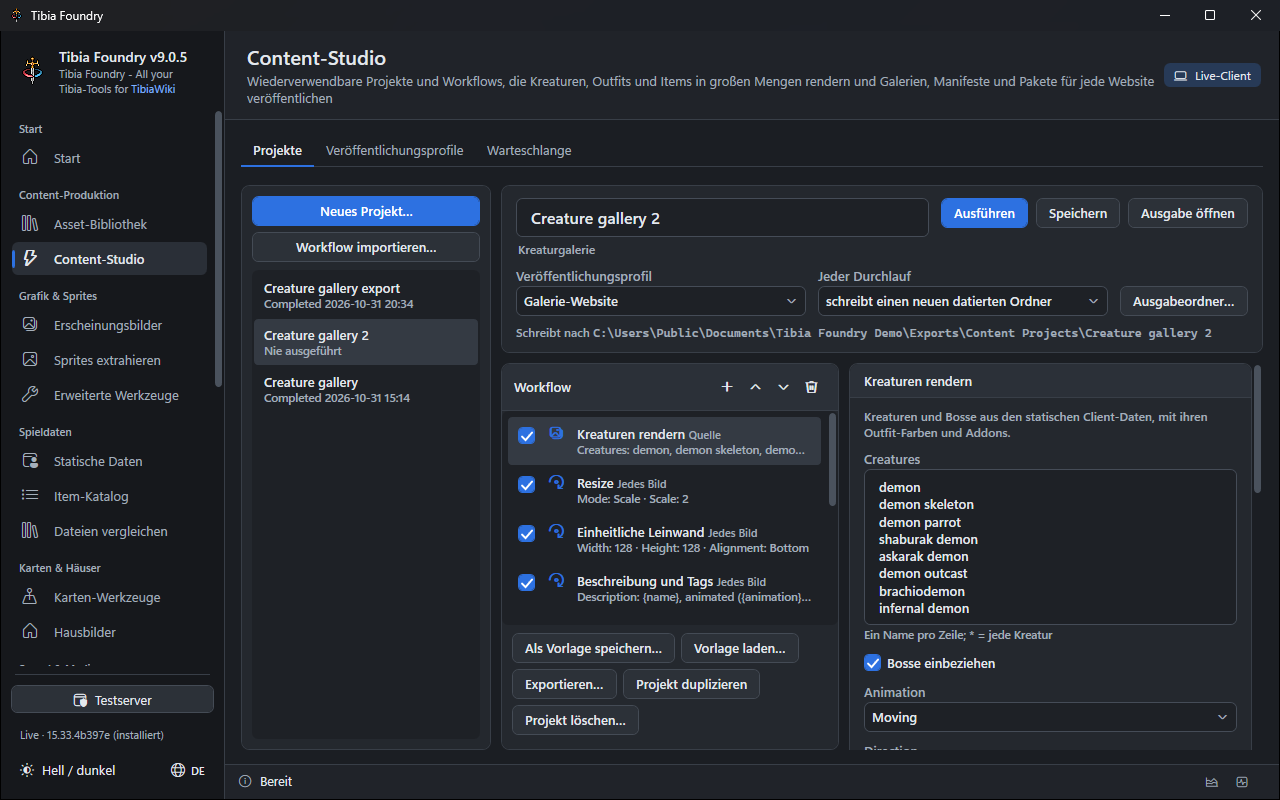 Tibia Foundry
Tibia Foundry v9.0.5
Tibia Foundry - All your
Tibia-Tools for TibiaWiki
Start
Start
Content-Produktion
Asset-Bibliothek
Content-Studio
Grafik & Sprites
Erscheinungsbilder
Sprites extrahieren
Erweiterte Werkzeuge
Spieldaten
Statische Daten
Item-Katalog
Dateien vergleichen
Karten & Häuser
Karten-Werkzeuge
Hausbilder
Testserver
Live · 15.33.4b397e (installiert)
Hell / dunkel
DE
Content-Studio
Wiederverwendbare Projekte und Workflows, die Kreaturen, Outfits und Items in großen Mengen rendern und Galerien, Manifeste und Pakete für jede Website
veröffentlichen
Live-Client
Projekte
Veröffentlichungsprofile
Warteschlange
Neues Projekt...
Workflow importieren...
Creature gallery export
Completed 2026-10-31 20:34
Creature gallery 2
Nie ausgeführt
Creature gallery
Completed 2026-10-31 15:14
Creature gallery 2
Ausführen
Speichern
Ausgabe öffnen
Kreaturgalerie
Veröffentlichungsprofil
Jeder Durchlauf
Galerie-Website
schreibt einen neuen datierten Ordner
Ausgabeordner...
Schreibt nach C:\Users\Public\Documents\Tibia Foundry Demo\Exports\Content Projects\Creature gallery 2
Workflow
Kreaturen rendern Quelle
Creatures: demon, demon skeleton, demo...
Resize Jedes Bild
Mode: Scale · Scale: 2
Einheitliche Leinwand Jedes Bild
Width: 128 · Height: 128 · Alignment: Bottom
Beschreibung und Tags Jedes Bild
Description: {name}, animated ({animation}...
Als Vorlage speichern...
Vorlage laden...
Exportieren...
Projekt duplizieren
Projekt löschen...
Kreaturen rendern
Kreaturen und Bosse aus den statischen Client-Daten, mit ihren
Outfit-Farben und Addons.
Creatures
demon
demon skeleton
demon parrot
shaburak demon
askarak demon
demon outcast
brachiodemon
infernal demon
Ein Name pro Zeile; * = jede Kreatur
Bosse einbeziehen
Animation
Moving
Bereit